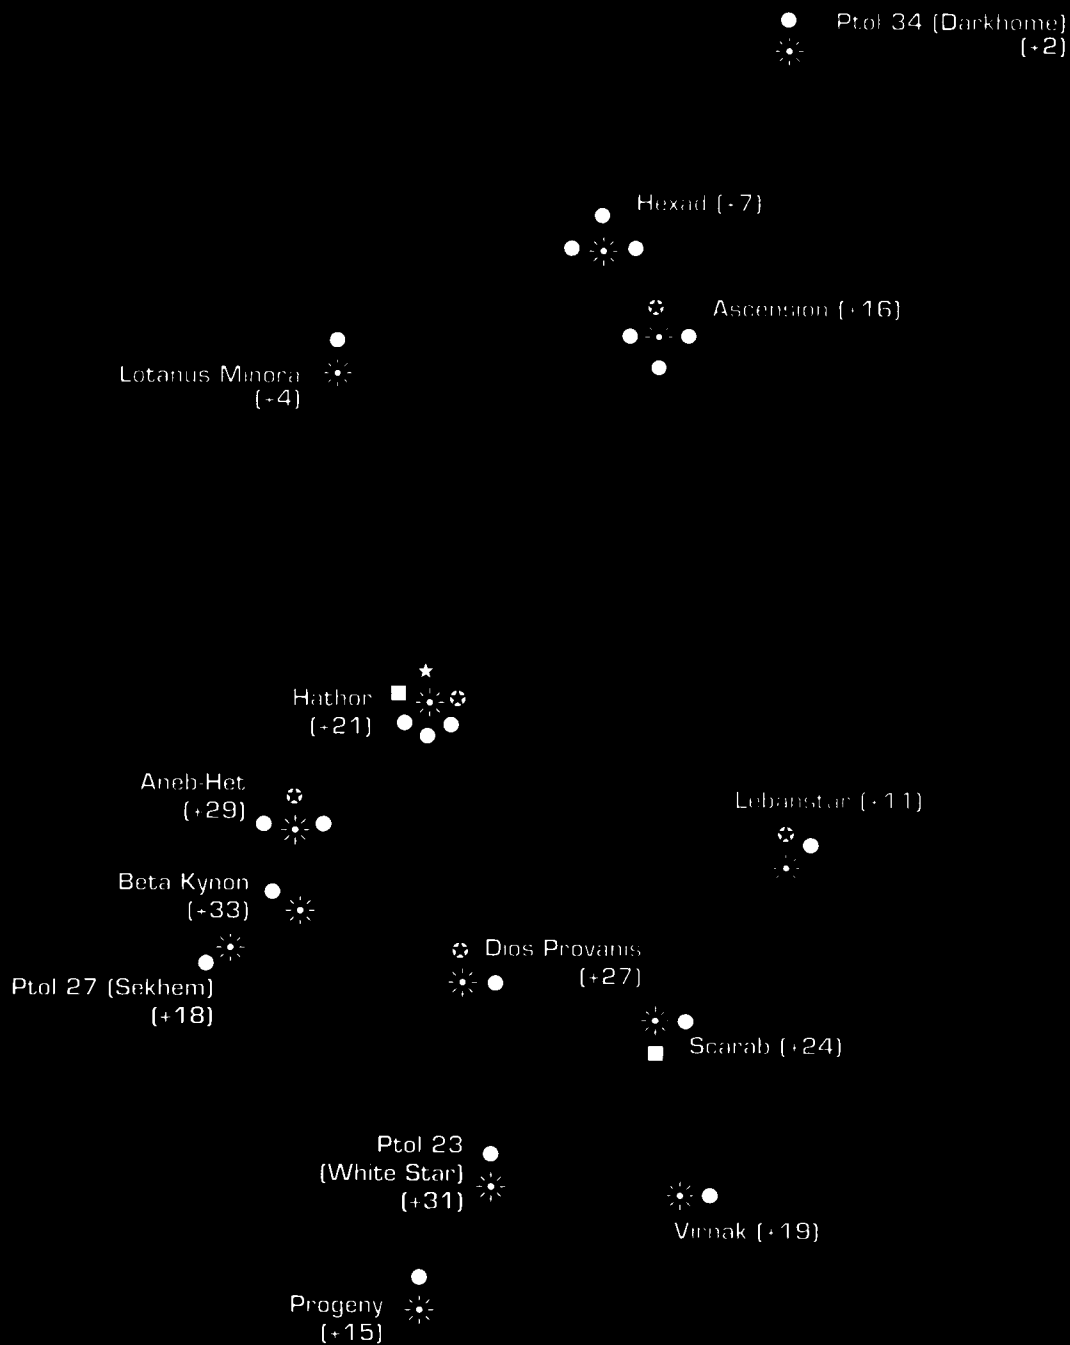 Ptol 34 (Darkhome)
(+2)
Hexad (-7)
Ascension (+16)
Lotanus Minora
(+4)
Hathor
(+21)
Aneb-Het
(+29)
Lebanstar (+11)
Beta Kynon
(+33)
Dios Provanis
(+27)
Ptol 27 (Sekhem)
(+18)
Scarab (+24)
Ptol 23
(White Star)
(+31)
Virnak (+19)
Progeny
(+15)